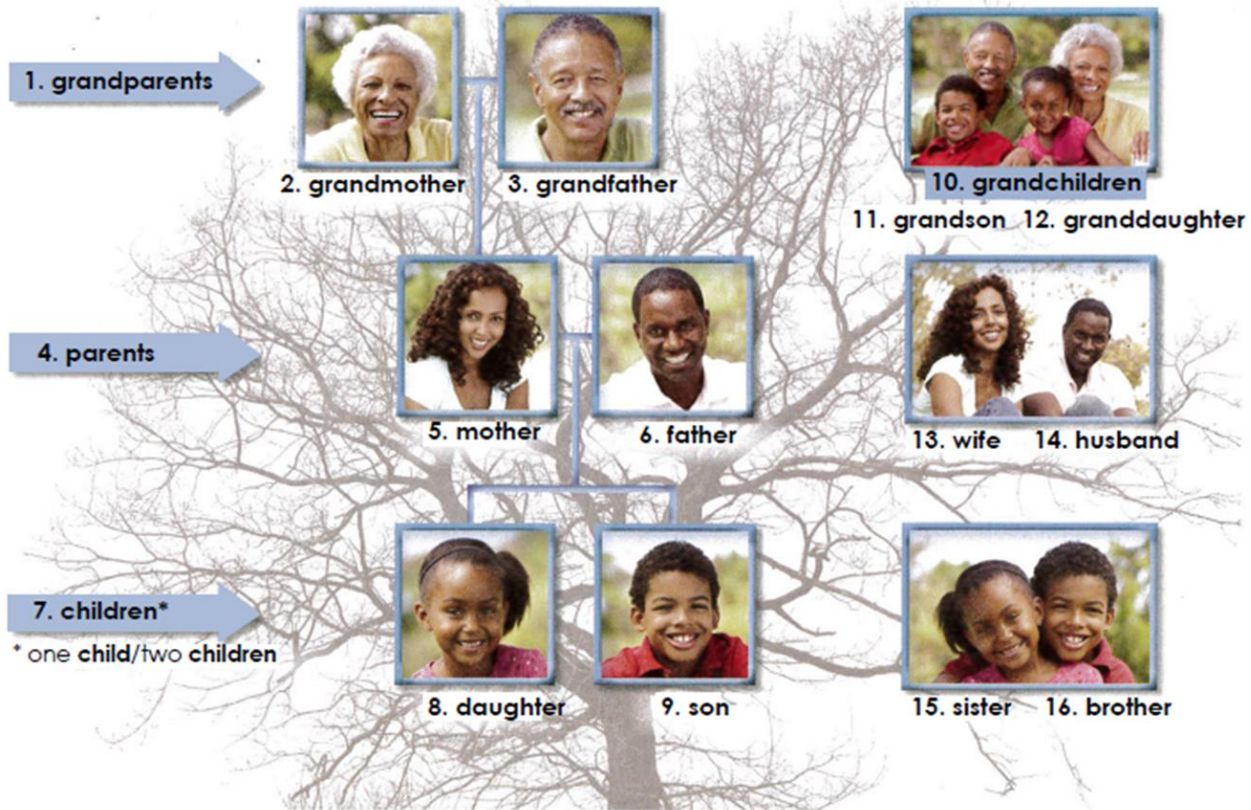 1. grandparents
2. grandmother
3. grandfather
10. grandchildren
11. grandson 12. granddaughter
4. parents
5. mother
6. father
13. wife 14. husband
7. children*
* one child/two children
8. daughter
9. son
15. sister 16. brother